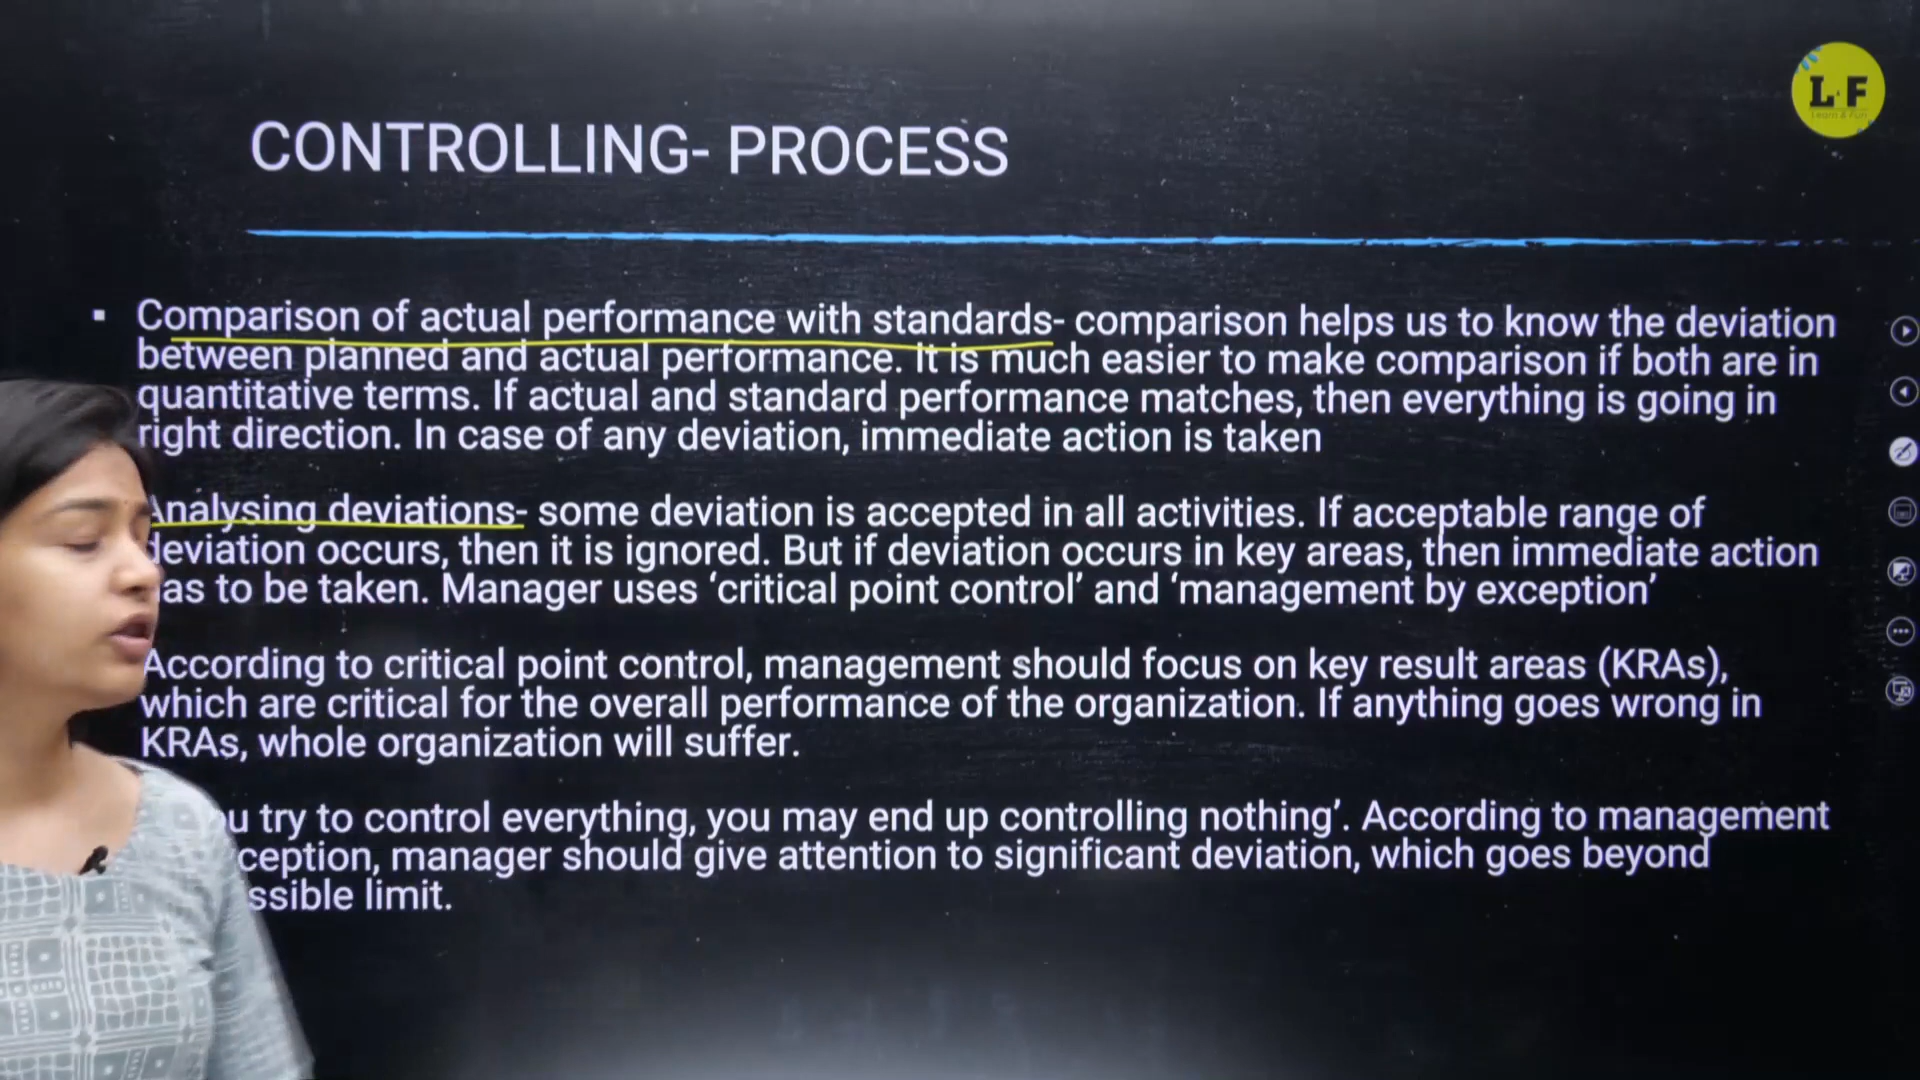 L&F
Learn & Fun
CONTROLLING- PROCESS
▪ Comparison of actual performance with standards- comparison helps us to know the deviation
between planned and actual performance. It is much easier to make comparison if both are in
quantitative terms. If actual and standard performance matches, then everything is going in
right direction. In case of any deviation, immediate action is taken
Analysing deviations- some deviation is accepted in all activities. If acceptable range of
deviation occurs, then it is ignored. But if deviation occurs in key areas, then immediate action
as to be taken. Manager uses ‘critical point control’ and ‘management by exception’
According to critical point control, management should focus on key result areas (KRAs),
which are critical for the overall performance of the organization. If anything goes wrong in
KRAs, whole organization will suffer.
u try to control everything, you may end up controlling nothing’. According to management
ception, manager should give attention to significant deviation, which goes beyond
ssible limit.